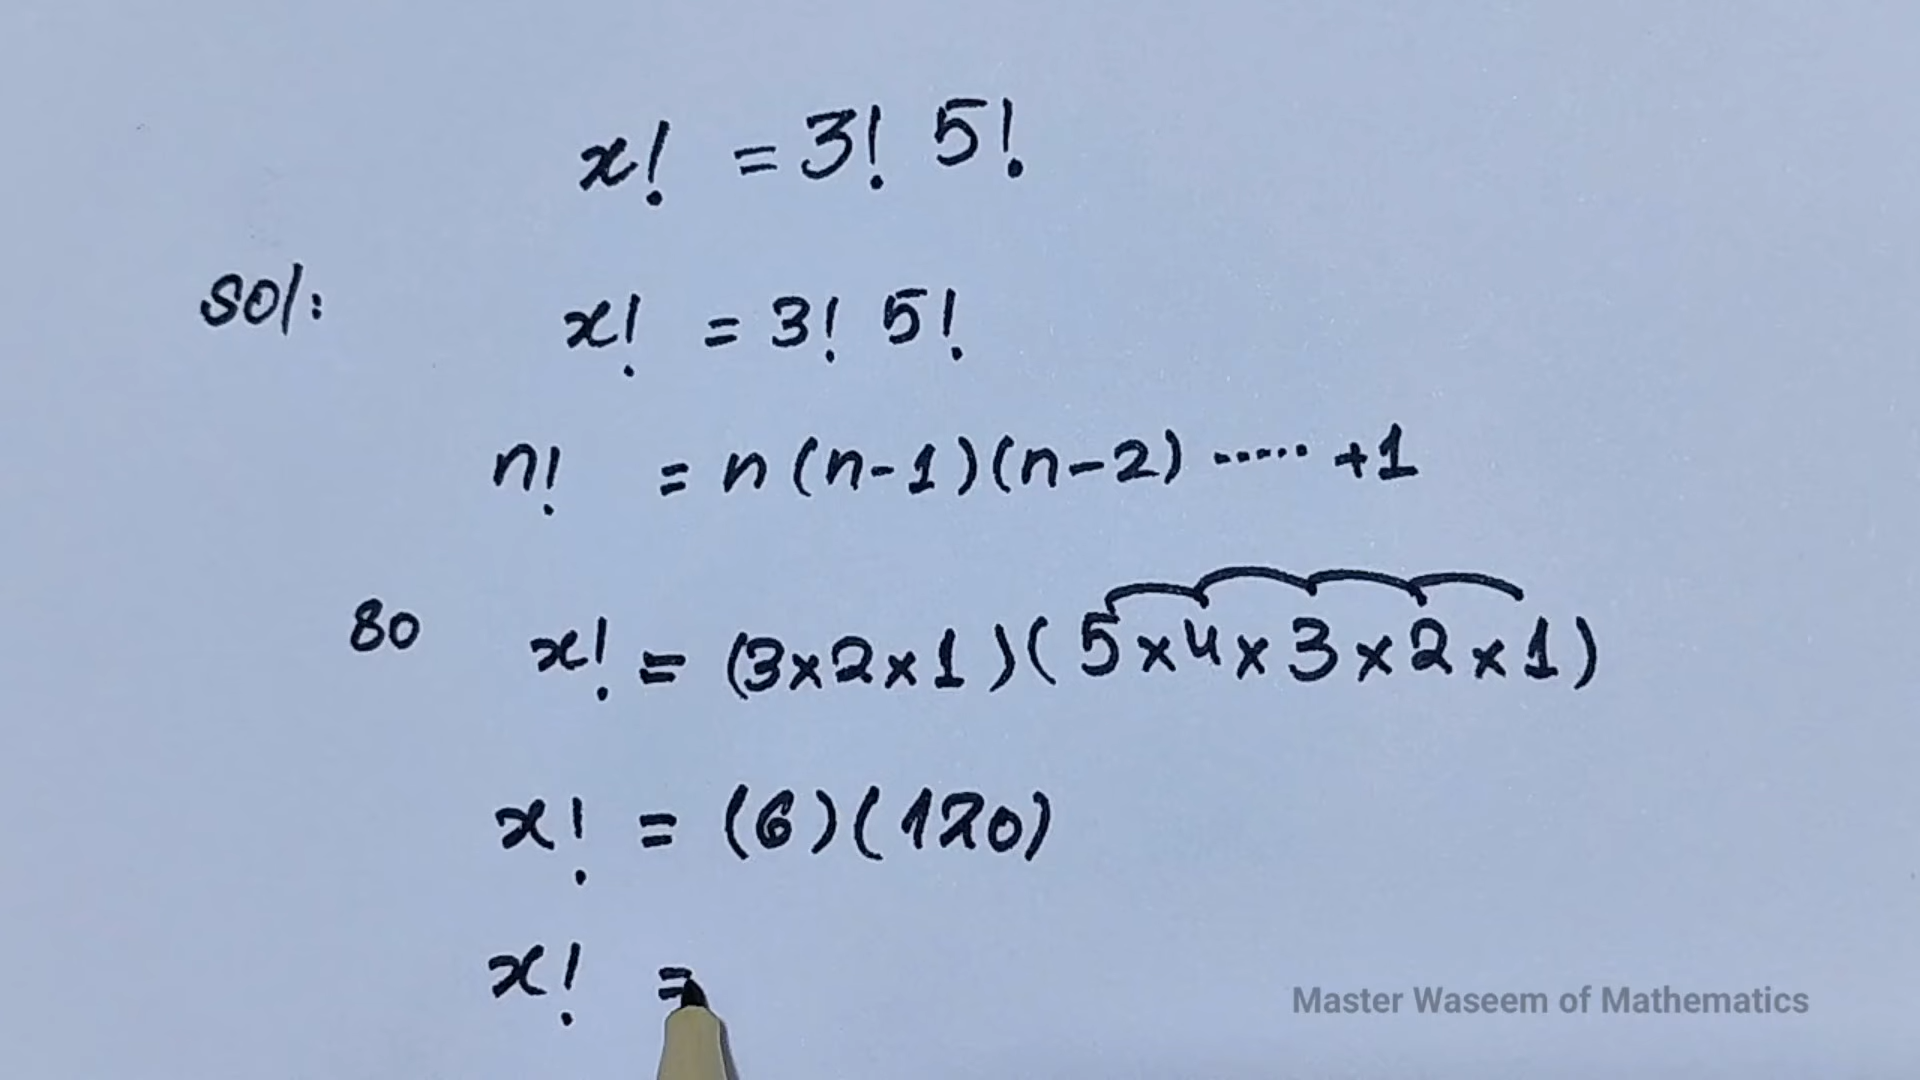 x! = 3! 5!
Sol: x! = 3! 5!
n! = n(n-1)(n-2) ...... +1
So x! = (3×2×1)(5×4×3×2×1)
x! = (6)(120)
x! =
Master Waseem of Mathematics